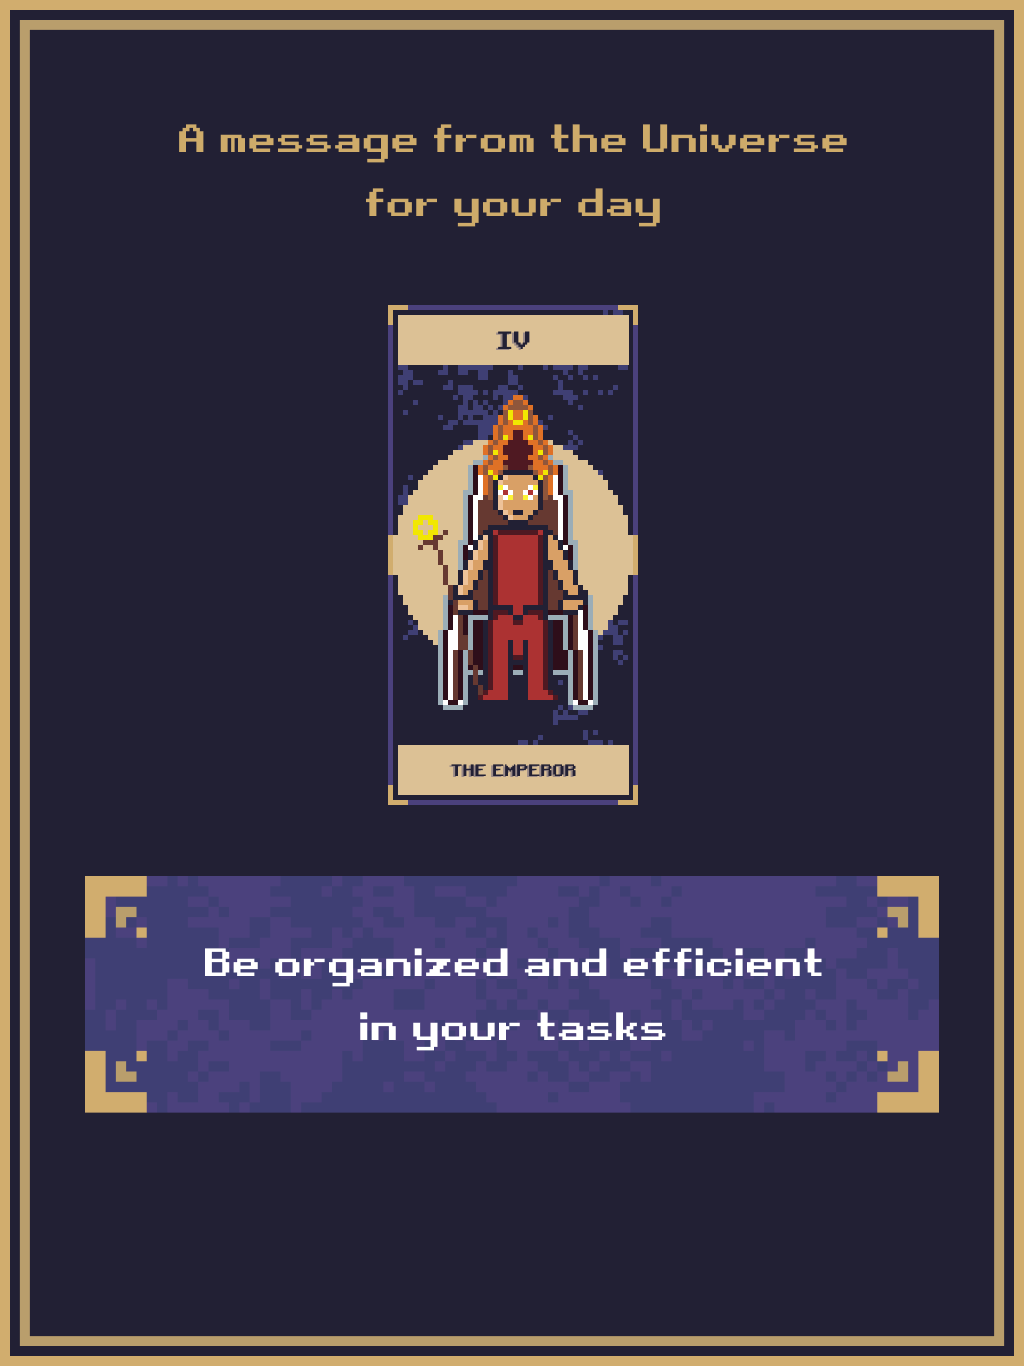 A message from the Universe
for your day
IV
THE EMPEROR
Be organized and efficient
in your tasks